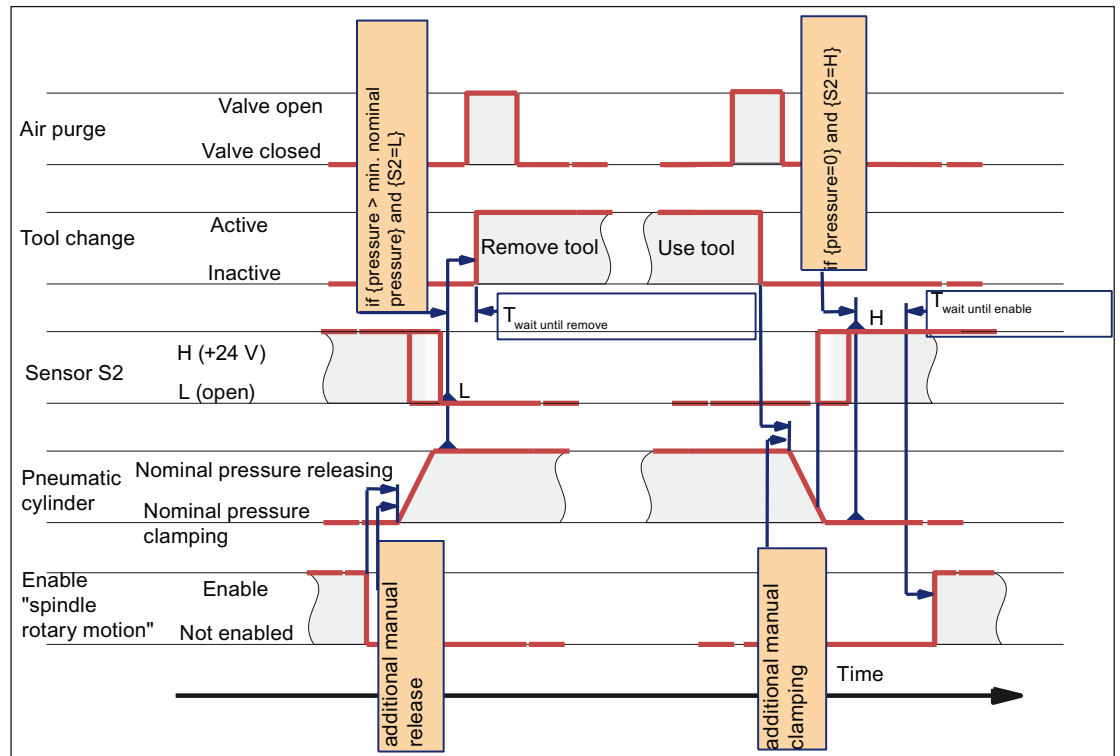 if {pressure > min. nominal
pressure} and {S2=L}
if {pressure=0} and {S2=H}
Air purge
Valve open
Valve closed
Tool change
Active
Inactive
Remove tool
Use tool
T wait until remove
T wait until enable
Sensor S2
H (+24 V)
L (open)
L
H
Pneumatic
cylinder
Nominal pressure releasing
Nominal pressure
clamping
Enable
"spindle
rotary motion"
Enable
Not enabled
additional manual
release
additional manual
clamping
Time